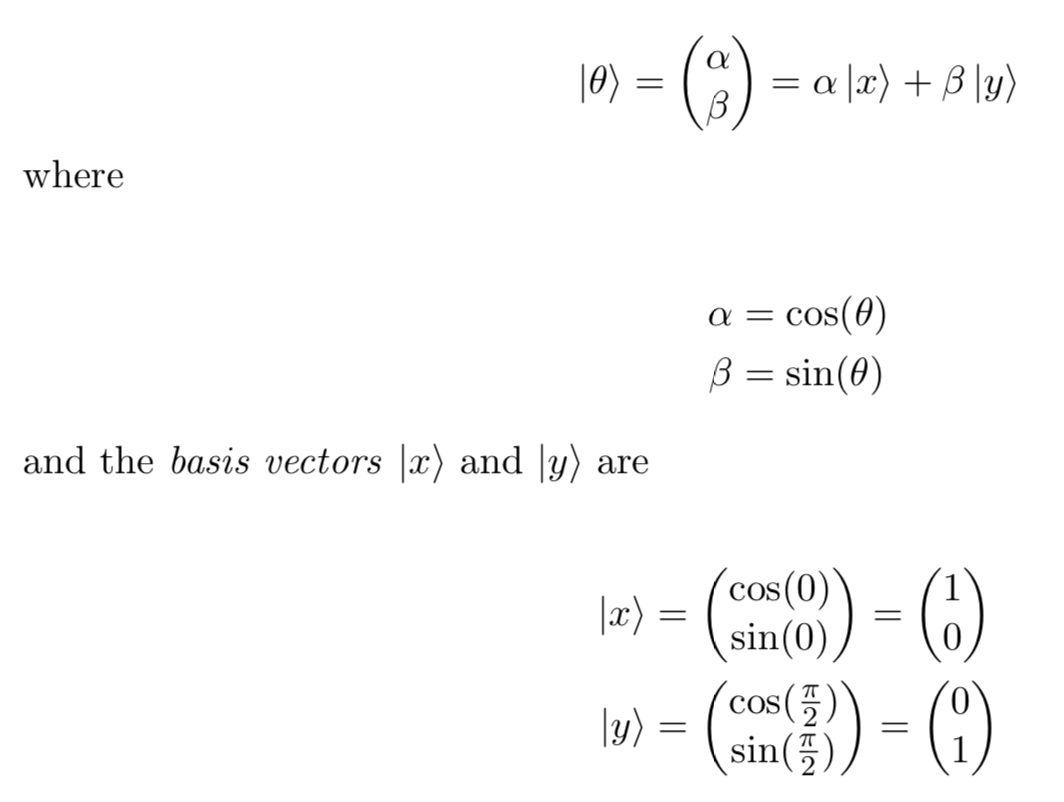 |θ⟩ = (α β) = α |x⟩ + β |y⟩
where
α = cos(θ)
β = sin(θ)
and the basis vectors |x⟩ and |y⟩ are
|x⟩ = (cos(0) sin(0)) = (1 0)
|y⟩ = (cos(π/2) sin(π/2)) = (0 1)